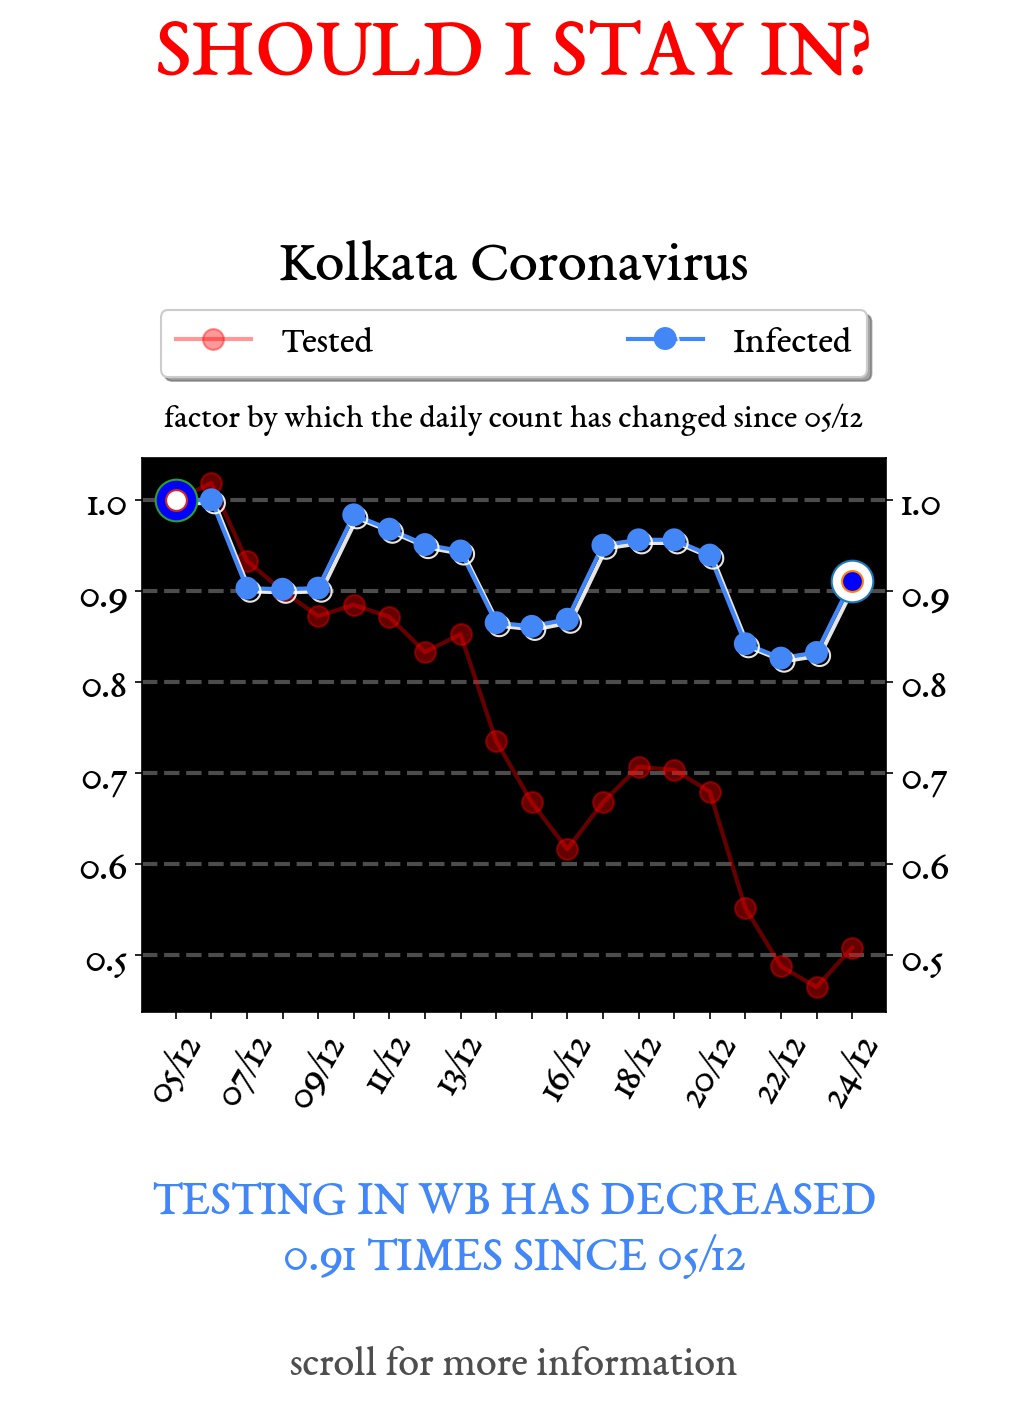 SHOULD I STAY IN?
Kolkata Coronavirus
Tested Infected
factor by which the daily count has changed since 05/12
1.0 1.0
0.9 0.9
0.8 0.8
0.7 0.7
0.6 0.6
0.5 0.5
05/12 07/12 09/12 11/12 13/12 16/12 18/12 20/12 22/12 24/12
TESTING IN WB HAS DECREASED
0.91 TIMES SINCE 05/12
scroll for more information